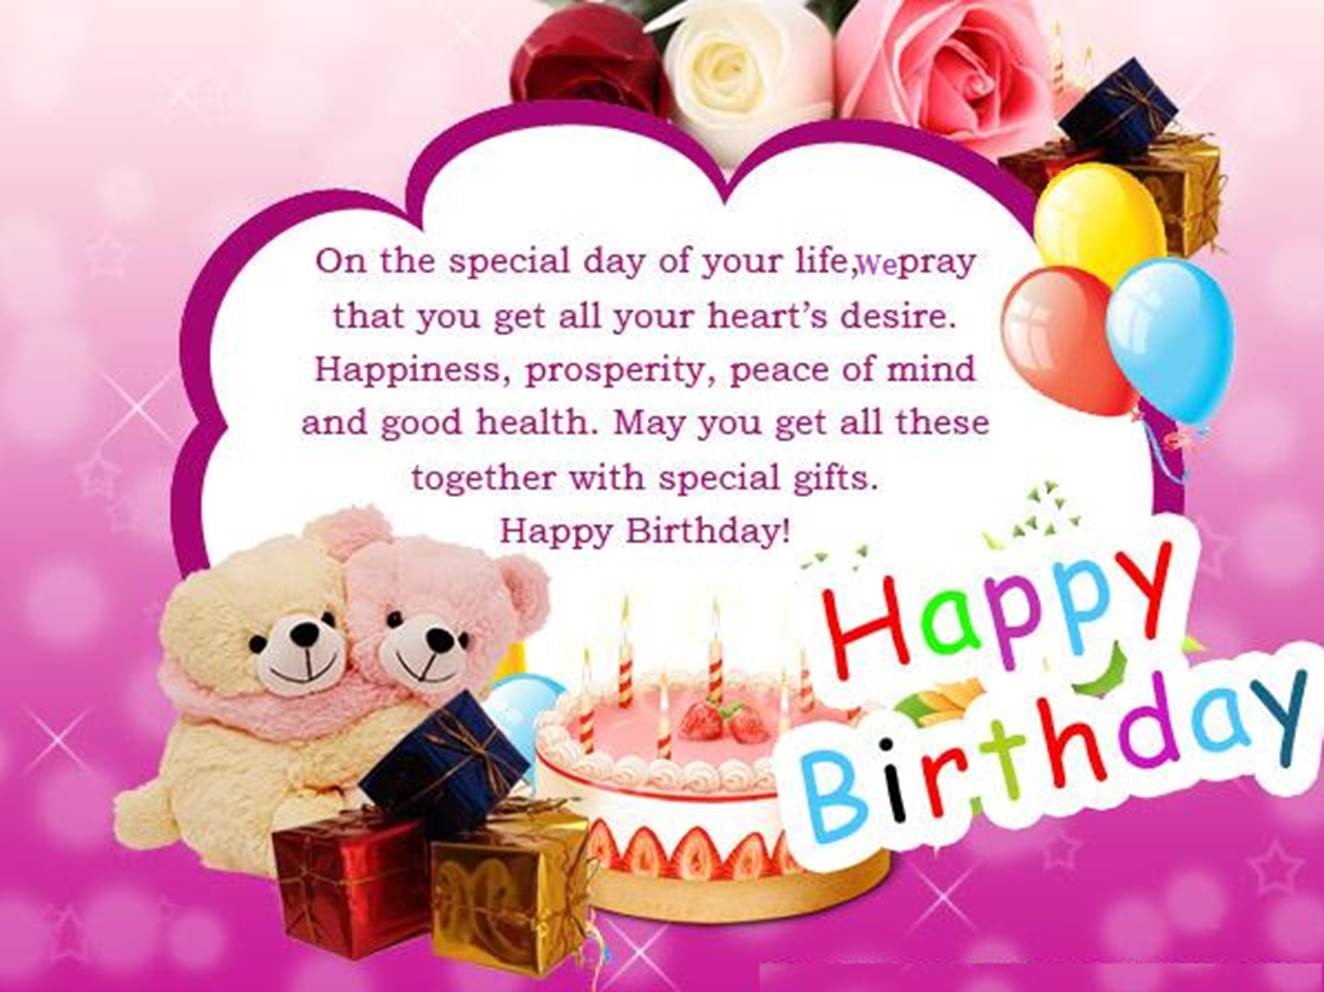 On the special day of your life,Wepray
that you get all your heart’s desire.
Happiness, prosperity, peace of mind
and good health. May you get all these
together with special gifts.
Happy Birthday!
Happy
Birthday